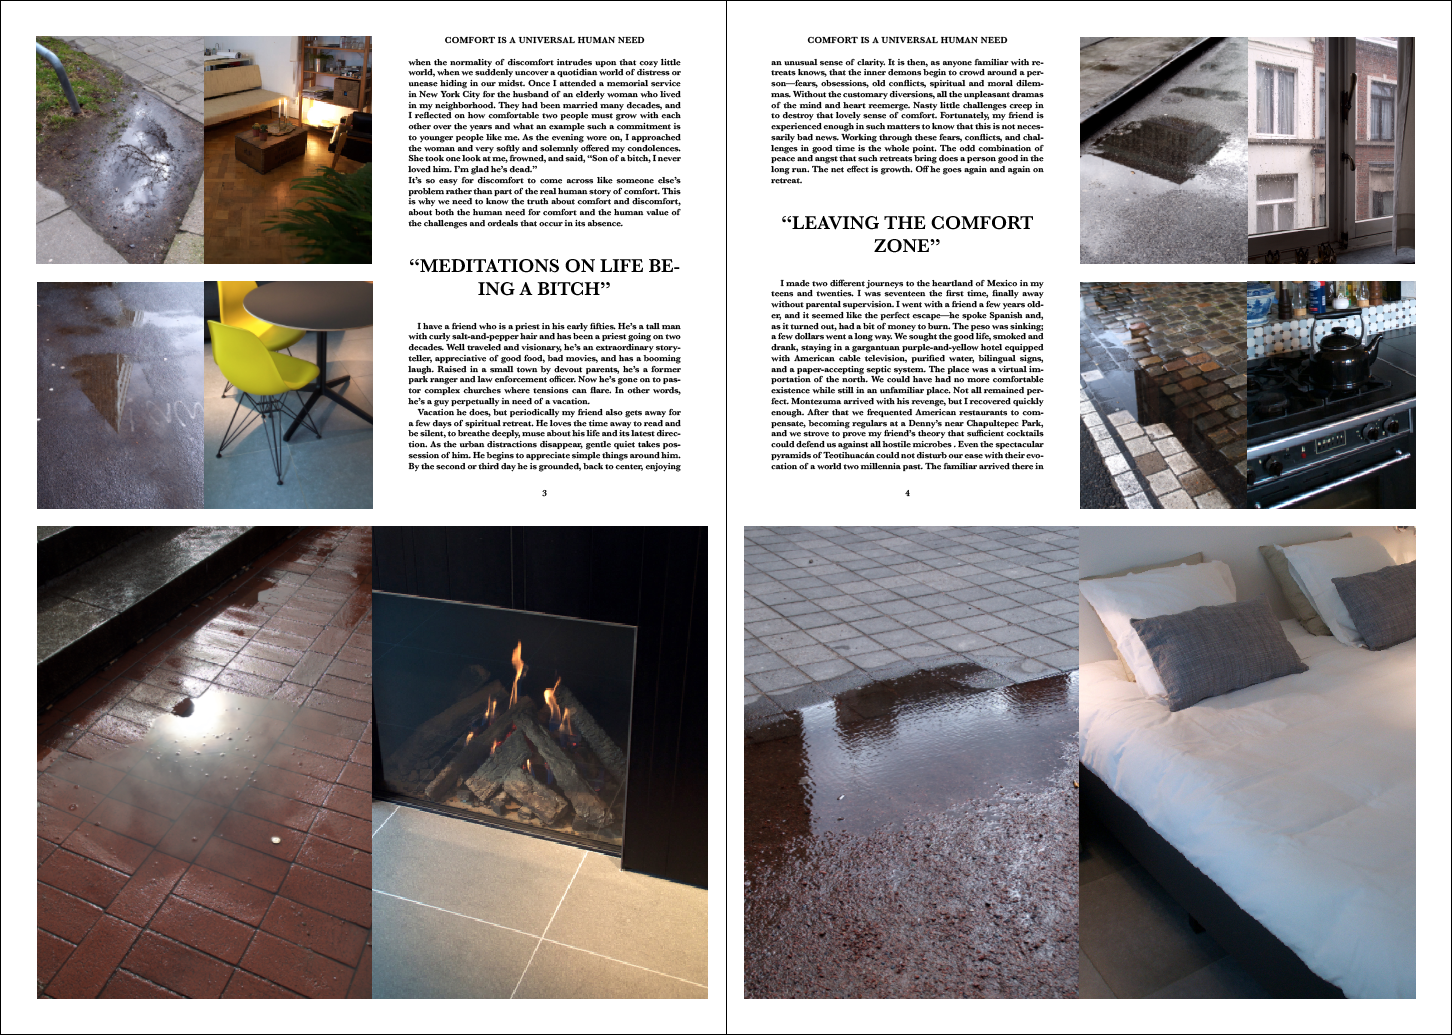 COMFORT IS A UNIVERSAL HUMAN NEED
when the normality of discomfort intrudes upon that cozy little
world, when we suddenly uncover a quotidian world of distress or
unease hiding in our midst. Once I attended a memorial service
in New York City for the husband of an elderly woman who lived
in my neighborhood. They had been married many decades, and
I reflected on how comfortable two people must grow with each
other over the years and what an example such a commitment is
to younger people like me. As the evening wore on, I approached
the woman and very softly and solemnly offered my condolences.
She took one look at me, frowned, and said, “Son of a bitch, I never
loved him. I’m glad he’s dead.”
It’s so easy for discomfort to come across like someone else’s
problem rather than part of the real human story of comfort. This
is why we need to know the truth about comfort and discomfort,
about both the human need for comfort and the human value of
the challenges and ordeals that occur in its absence.
“MEDITATIONS ON LIFE BE-
ING A BITCH”
I have a friend who is a priest in his early fifties. He’s a tall man
with curly salt-and-pepper hair and has been a priest going on two
decades. Well traveled and visionary, he’s an extraordinary story-
teller, appreciative of good food, bad movies, and has a booming
laugh. Raised in a small town by devout parents, he’s a former
park ranger and law enforcement officer. Now he’s gone on to pas-
tor complex churches where tensions can flare. In other words,
he’s a guy perpetually in need of a vacation.
Vacation he does, but periodically my friend also gets away for
a few days of spiritual retreat. He loves the time away to read and
be silent, to breathe deeply, muse about his life and its latest direc-
tion. As the urban distractions disappear, gentle quiet takes pos-
session of him. He begins to appreciate simple things around him.
By the second or third day he is grounded, back to center, enjoying
3
COMFORT IS A UNIVERSAL HUMAN NEED
an unusual sense of clarity. It is then, as anyone familiar with re-
treats knows, that the inner demons begin to crowd around a per-
son—fears, obsessions, old conflicts, spiritual and moral dilem-
mas. Without the customary diversions, all the unpleasant dramas
of the mind and heart reemerge. Nasty little challenges creep in
to destroy that lovely sense of comfort. Fortunately, my friend is
experienced enough in such matters to know that this is not neces-
sarily bad news. Working through these fears, conflicts, and chal-
lenges in good time is the whole point. The odd combination of
peace and angst that such retreats bring does a person good in the
long run. The net effect is growth. Off he goes again and again on
retreat.
“LEAVING THE COMFORT
ZONE”
I made two different journeys to the heartland of Mexico in my
teens and twenties. I was seventeen the first time, finally away
without parental supervision. I went with a friend a few years old-
er, and it seemed like the perfect escape—he spoke Spanish and,
as it turned out, had a bit of money to burn. The peso was sinking;
a few dollars went a long way. We sought the good life, smoked and
drank, staying in a gargantuan purple-and-yellow hotel equipped
with American cable television, purified water, bilingual signs,
and a paper-accepting septic system. The place was a virtual im-
portation of the north. We could have had no more comfortable
existence while still in an unfamiliar place. Not all remained per-
fect. Montezuma arrived with his revenge, but I recovered quickly
enough. After that we frequented American restaurants to com-
pensate, becoming regulars at a Denny’s near Chapultepec Park,
and we strove to prove my friend’s theory that sufficient cocktails
could defend us against all hostile microbes . Even the spectacular
pyramids of Teotihuacán could not disturb our ease with their evo-
cation of a world two millennia past. The familiar arrived there in
4